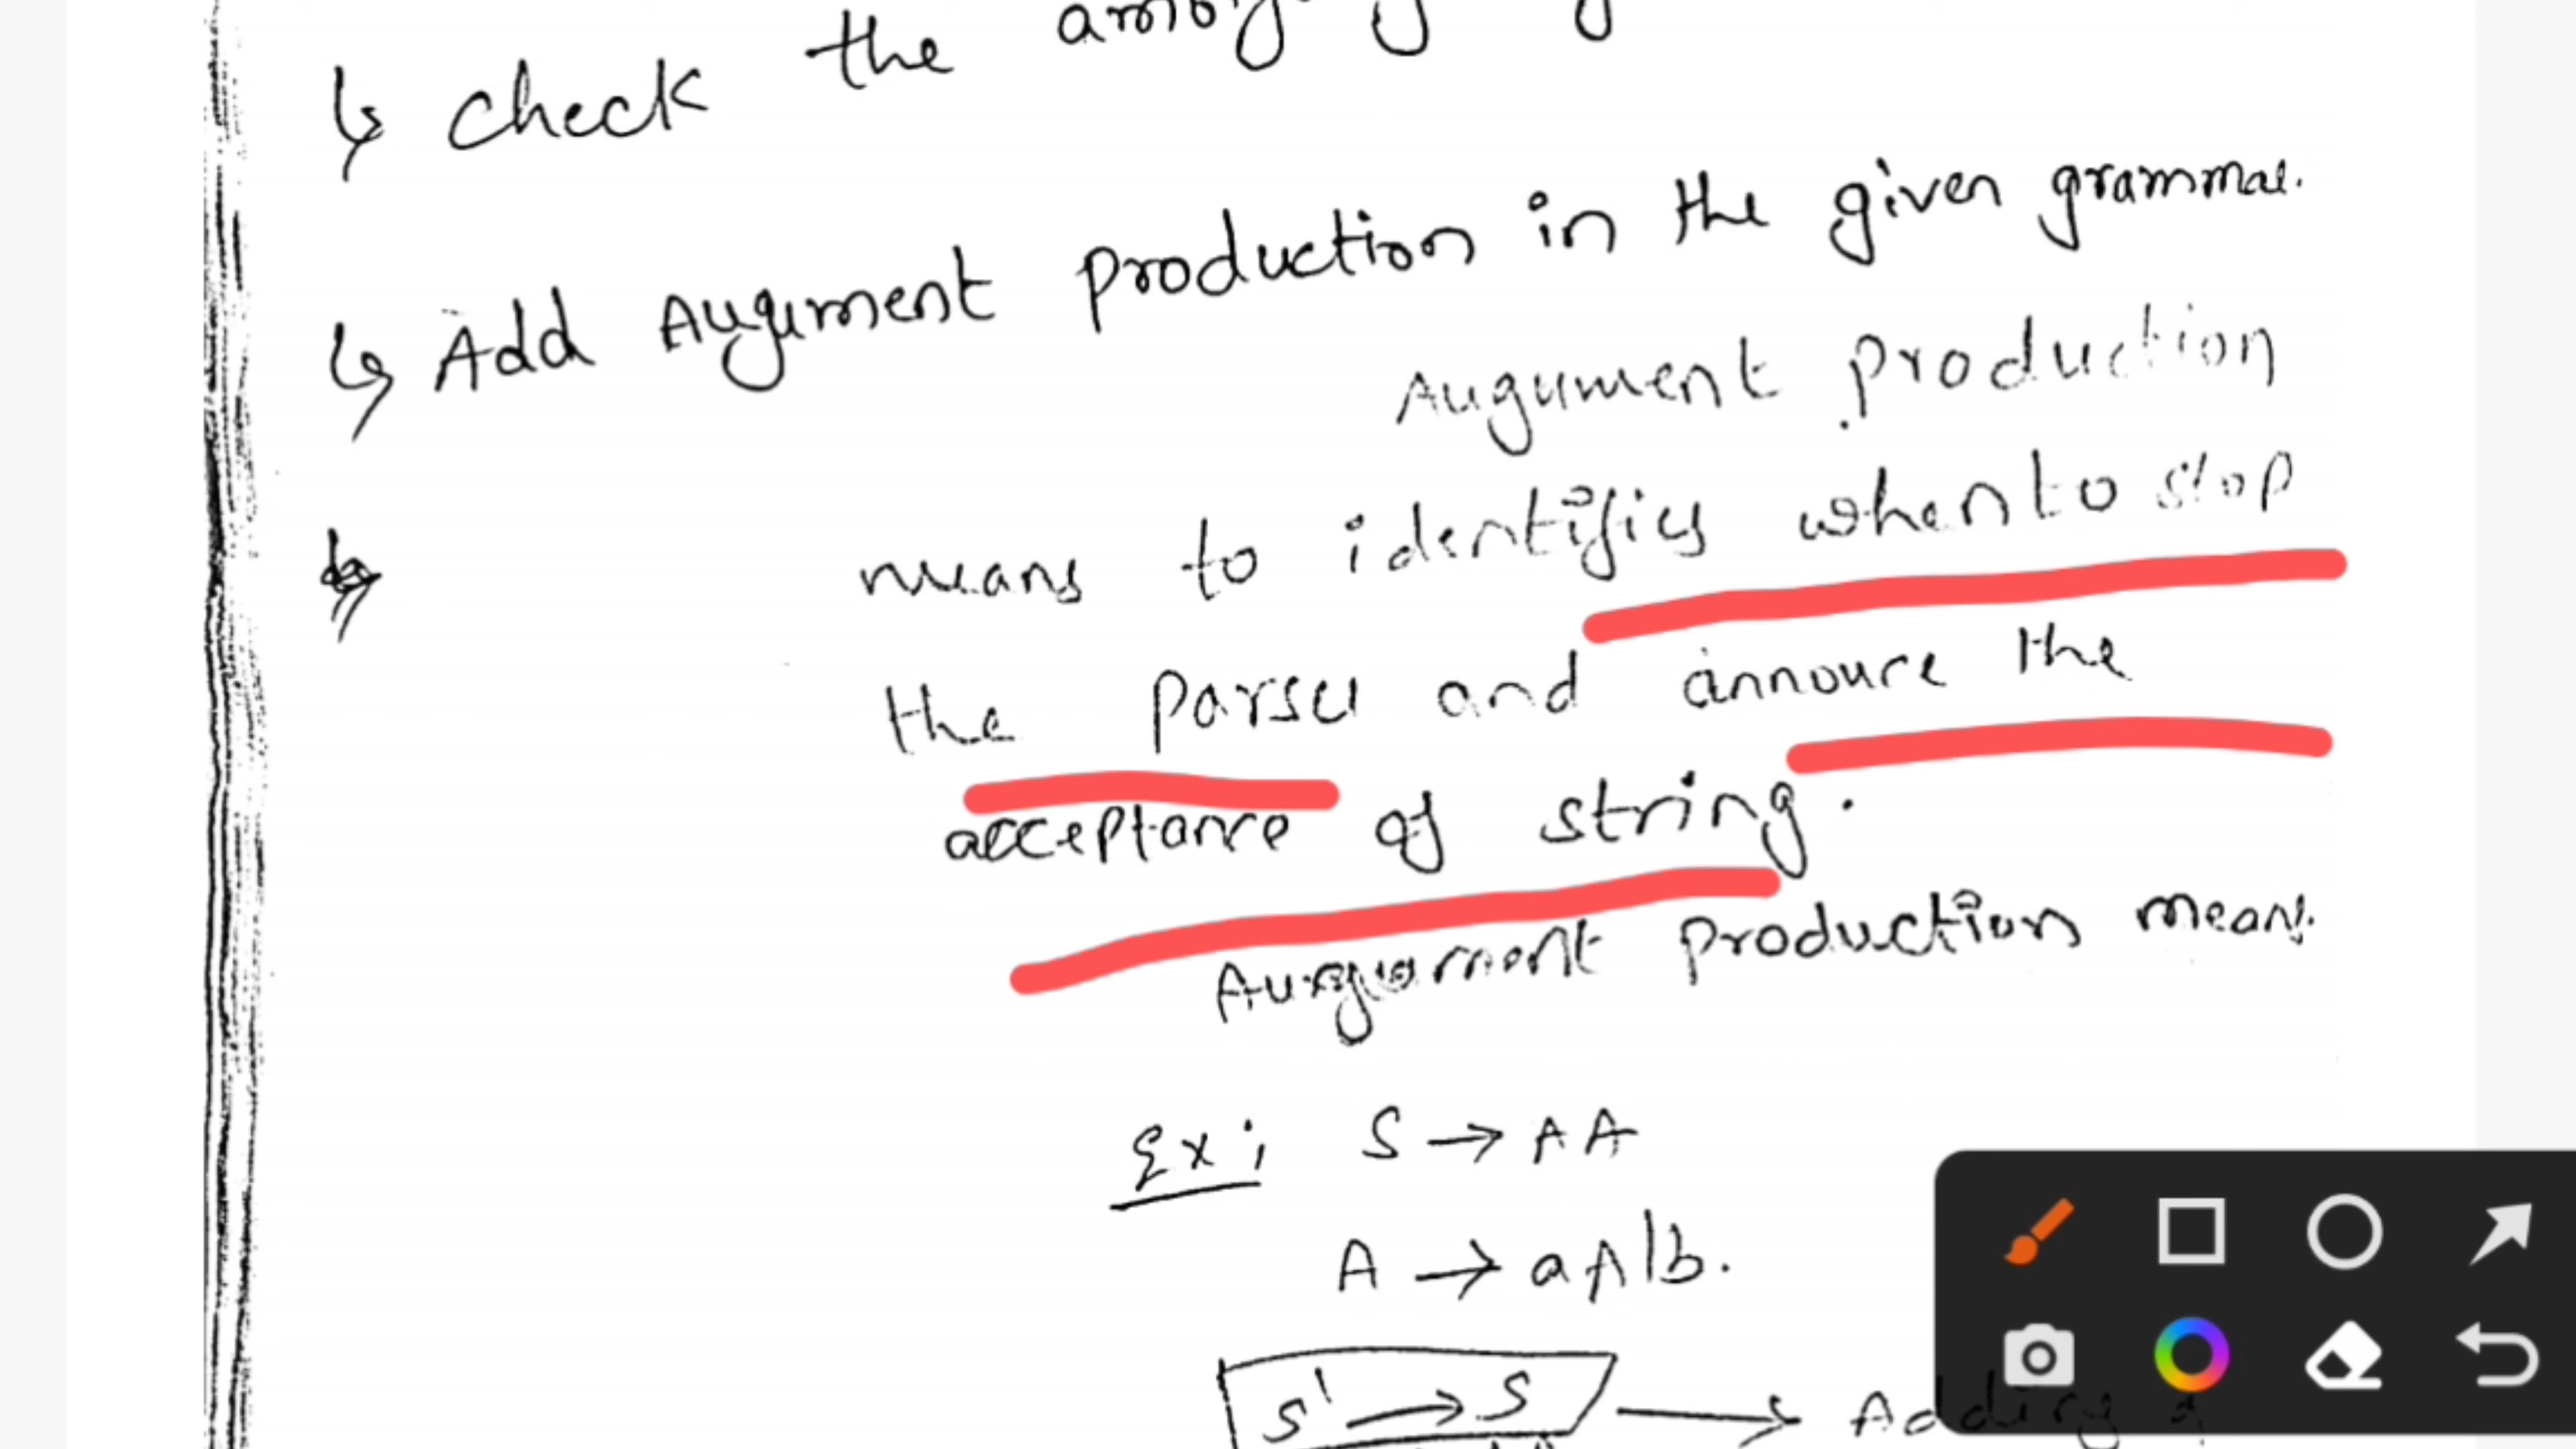 ↳ check the
↳ Add Augument production in the given grammar.
Augument production
means to identifies when to stop
the parser and announce the
acceptance of string.
Augument production means.
Ex: S → AA
A → aA|b.
S' → S → Adding